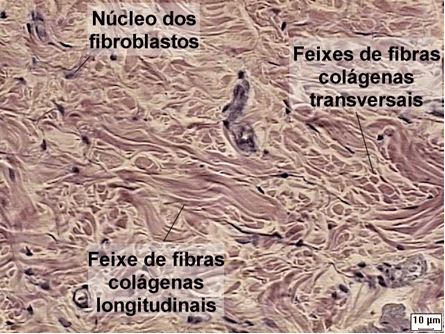 Núcleo dos
fibroblastos
Feixes de fibras
colágenas
transversais
Feixe de fibras
colágenas
longitudinais
10 µm